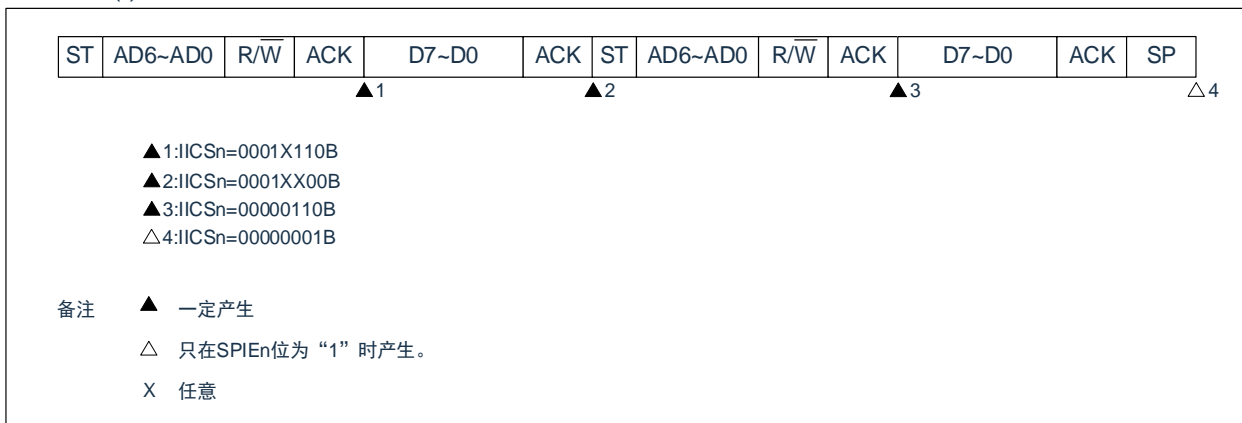 ST AD6~AD0 R/W̅ ACK D7~D0 ACK ST AD6~AD0 R/W̅ ACK D7~D0 ACK SP
▲1 ▲2 ▲3 △4
▲1:IICSn=0001X110B
▲2:IICSn=0001XX00B
▲3:IICSn=00000110B
△4:IICSn=00000001B
备注 ▲ 一定产生
△ 只在SPIEn位为“1”时产生。
X 任意